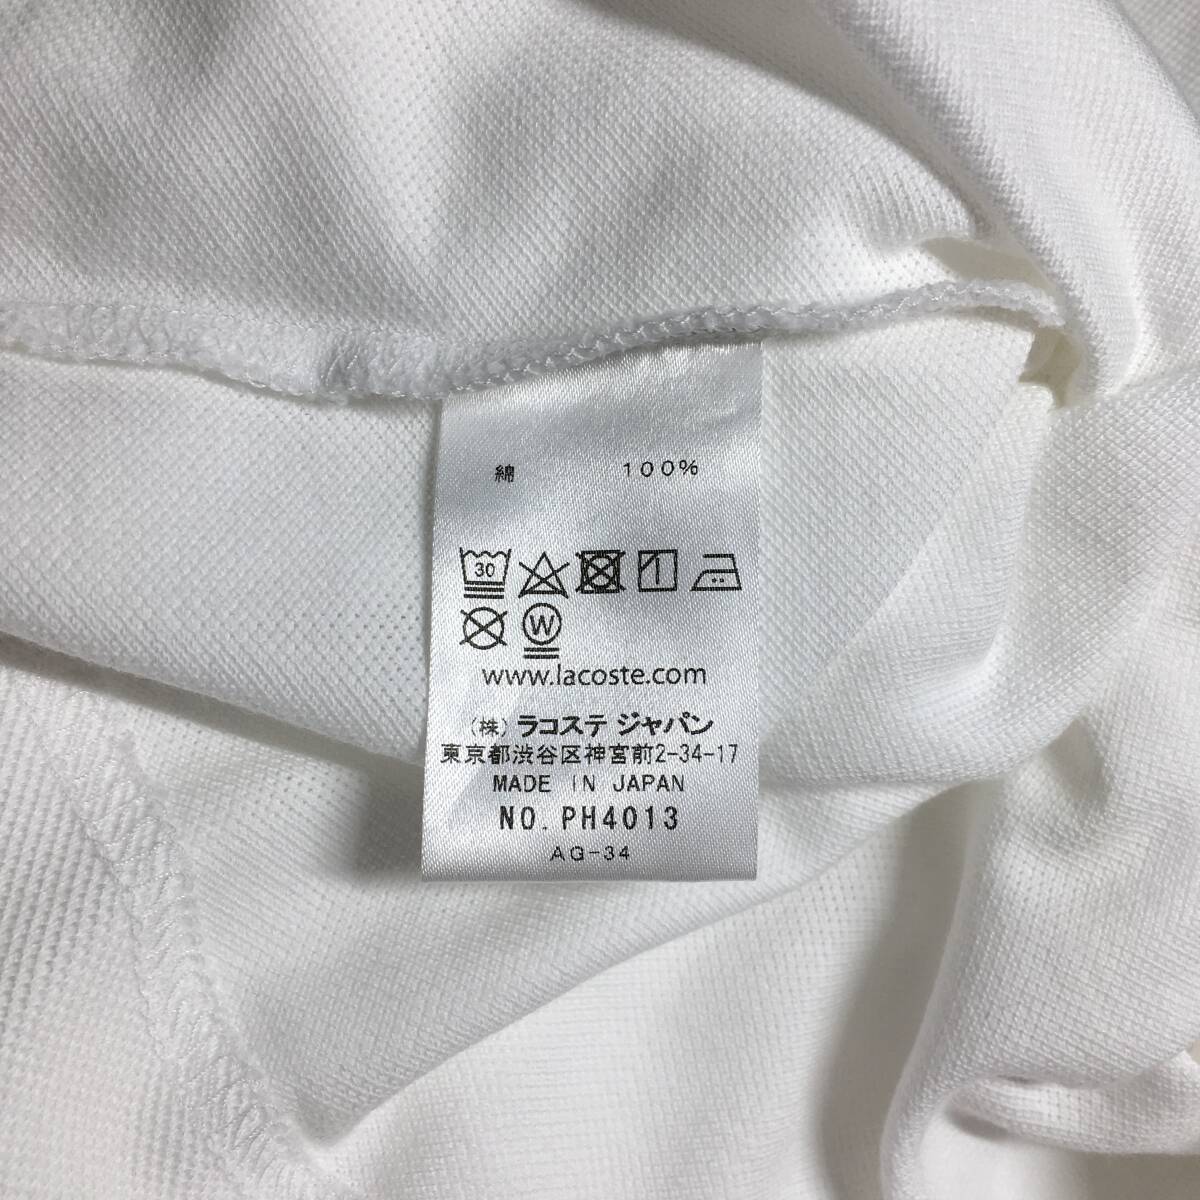 綿 100%
30
W
www.lacoste.com
(株) ラコステ ジャパン
東京都渋谷区神宮前2-34-17
MADE IN JAPAN
NO. PH4013
AG-34